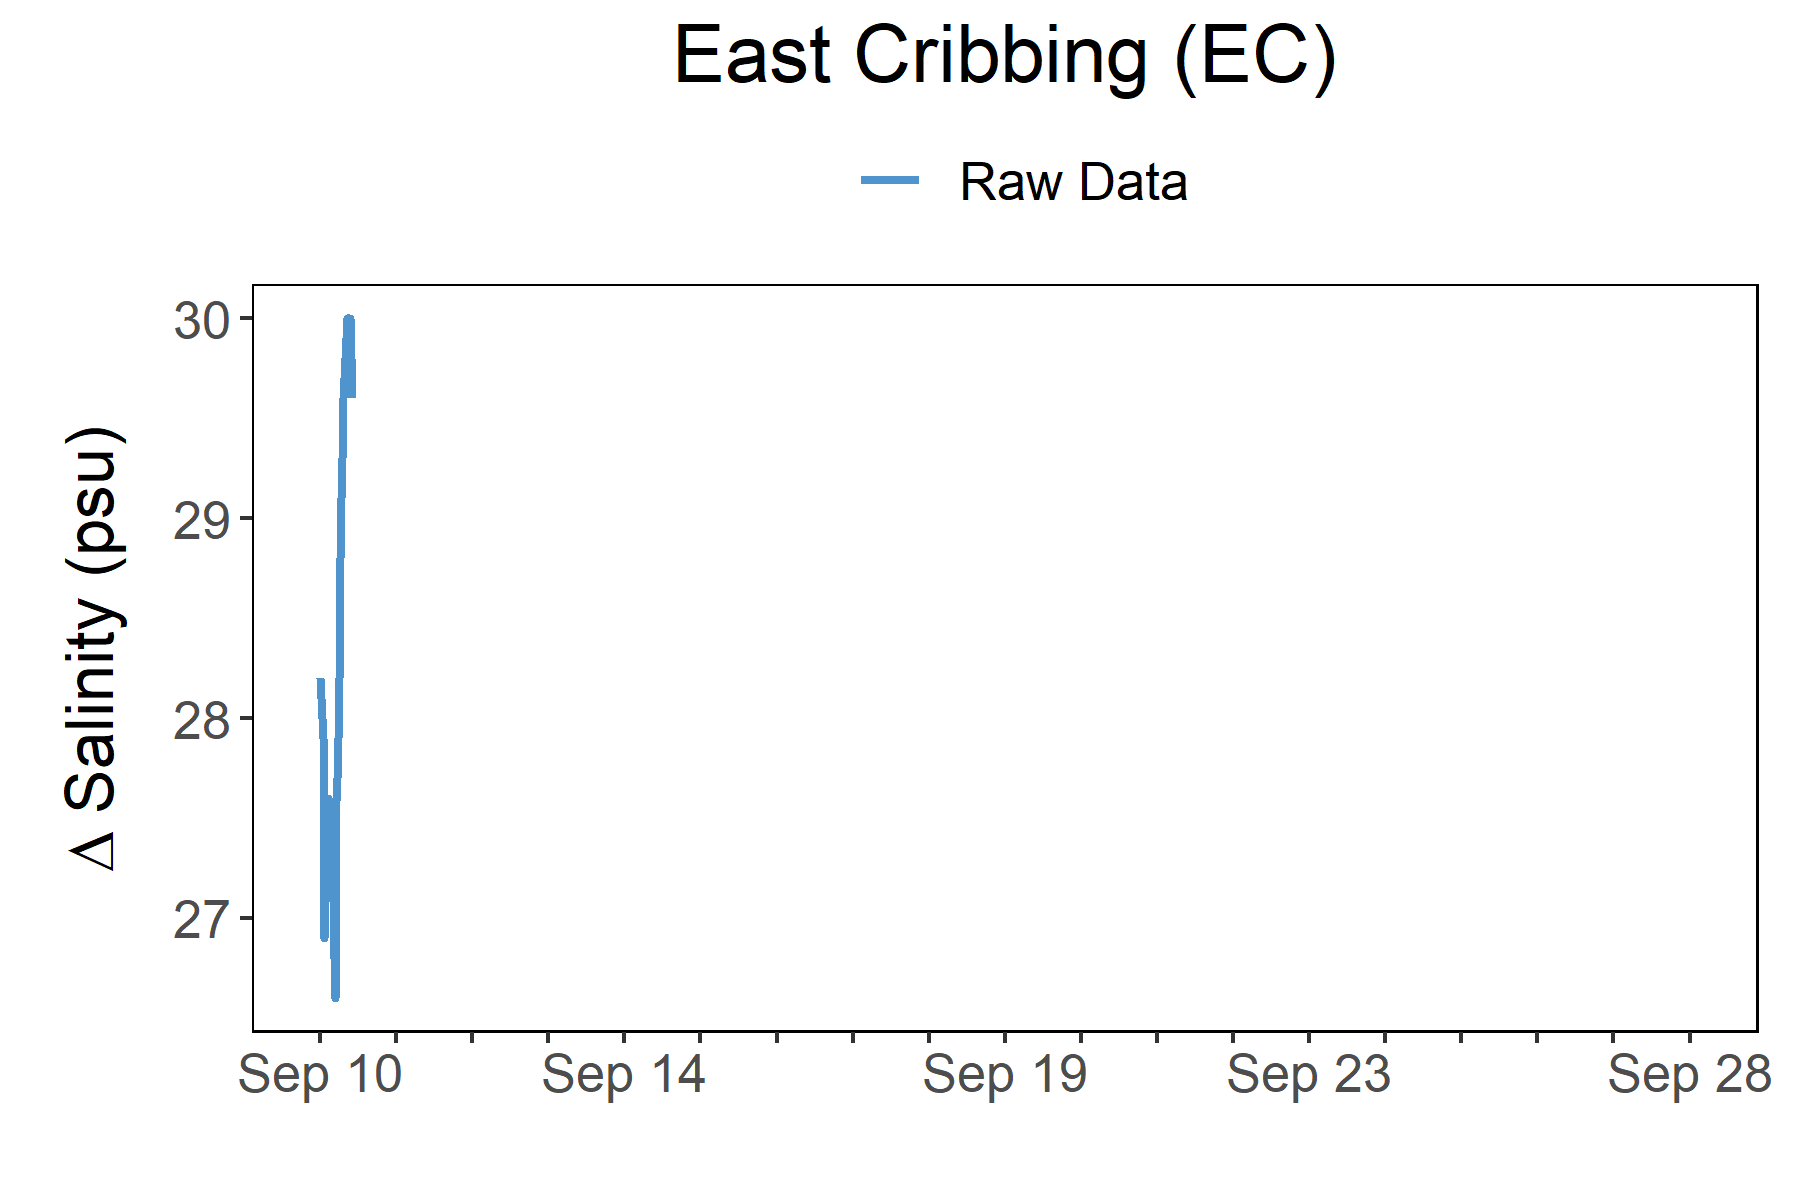 East Cribbing (EC)
Raw Data
Δ Salinity (psu)
30
29
28
27
Sep 10 Sep 14 Sep 19 Sep 23 Sep 28